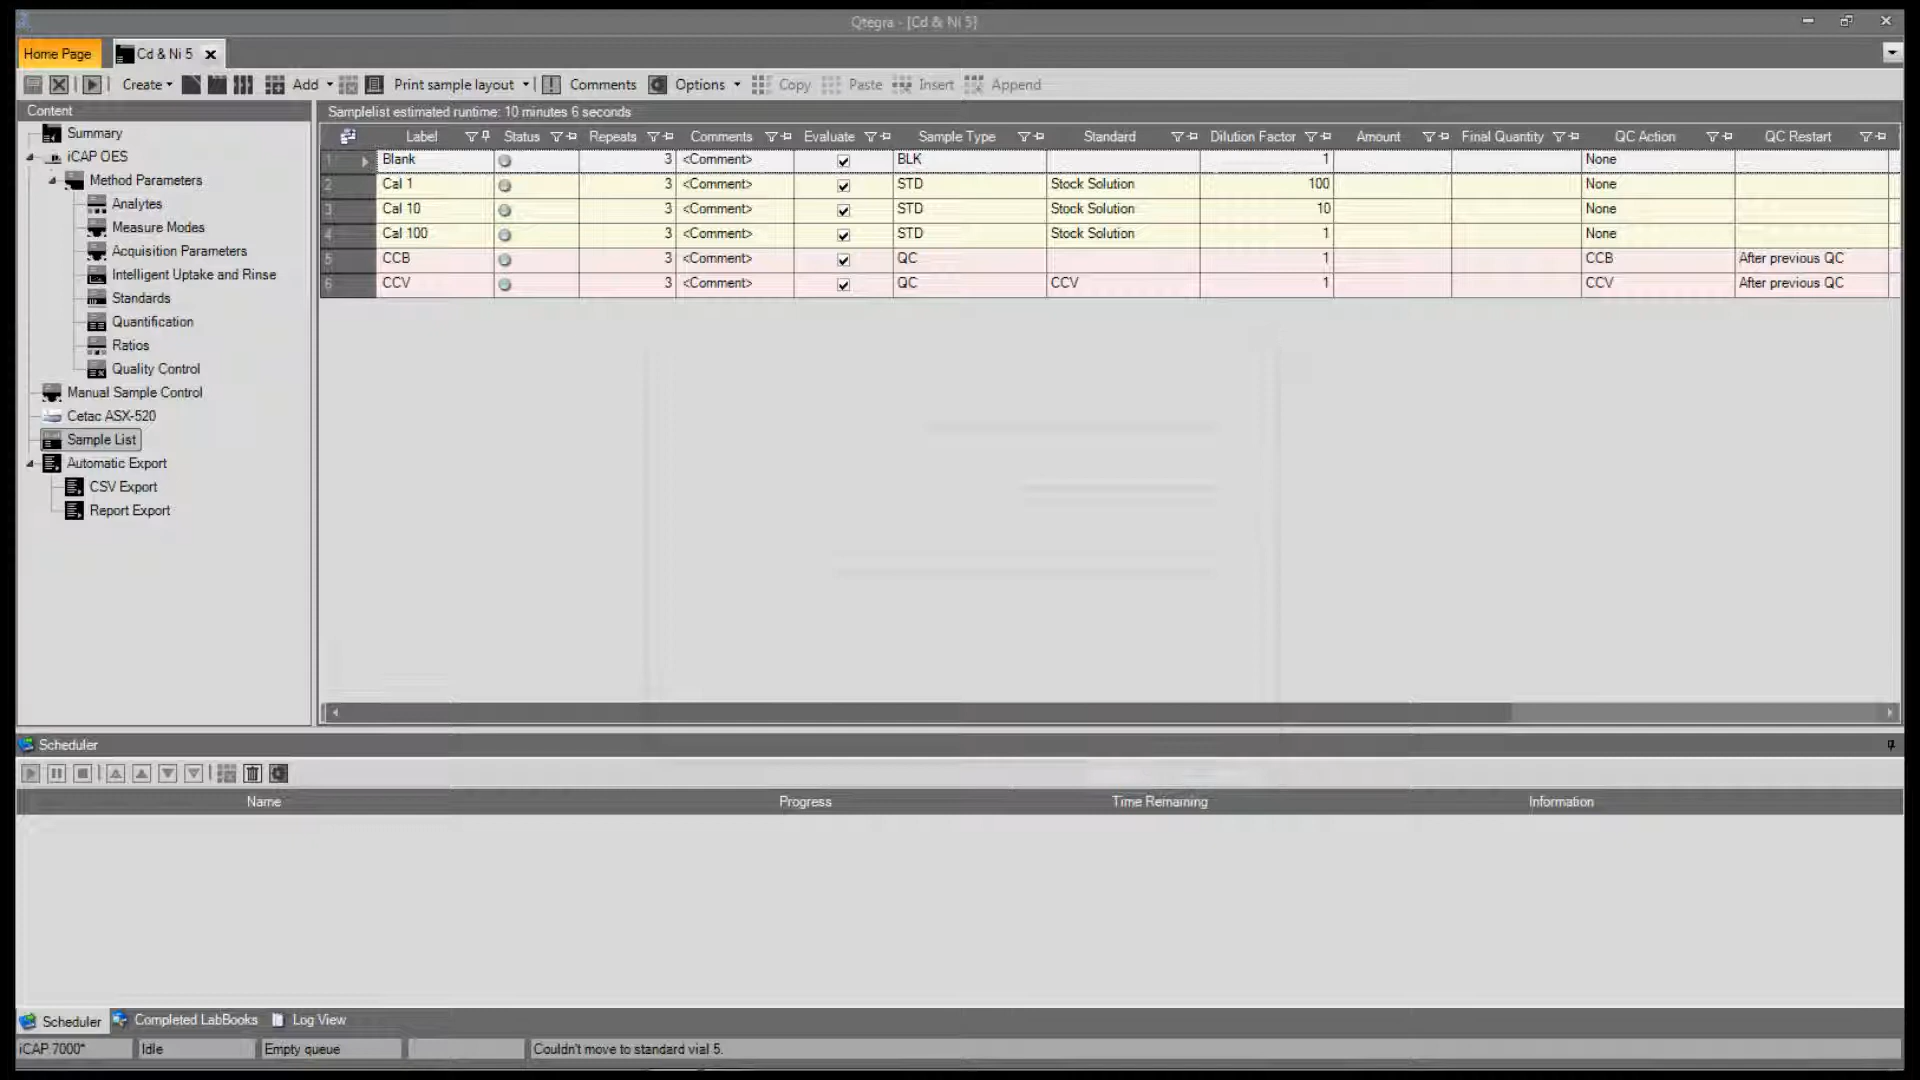 Qtegra - [Cd & Ni 5]
Home Page Cd & Ni 5
Create Add Print sample layout Comments Options Copy Paste Insert Append
Content
Summary
iCAP OES
Method Parameters
Analytes
Measure Modes
Acquisition Parameters
Intelligent Uptake and Rinse
Standards
Quantification
Ratios
Quality Control
Manual Sample Control
Cetac ASX-520
Sample List
Automatic Export
CSV Export
Report Export
Samplelist estimated runtime: 10 minutes 6 seconds
Label Status Repeats Comments Evaluate Sample Type Standard Dilution Factor Amount Final Quantity QC Action QC Restart
1 Blank 3 <Comment> BLK 1 None
2 Cal 1 3 <Comment> STD Stock Solution 100 None
3 Cal 10 3 <Comment> STD Stock Solution 10 None
4 Cal 100 3 <Comment> STD Stock Solution 1 None
5 CCB 3 <Comment> QC 1 CCB After previous QC
6 CCV 3 <Comment> QC CCV 1 CCV After previous QC
Scheduler
Name Progress Time Remaining Information
Scheduler Completed LabBooks Log View
iCAP 7000* Idle Empty queue Couldn't move to standard vial 5.